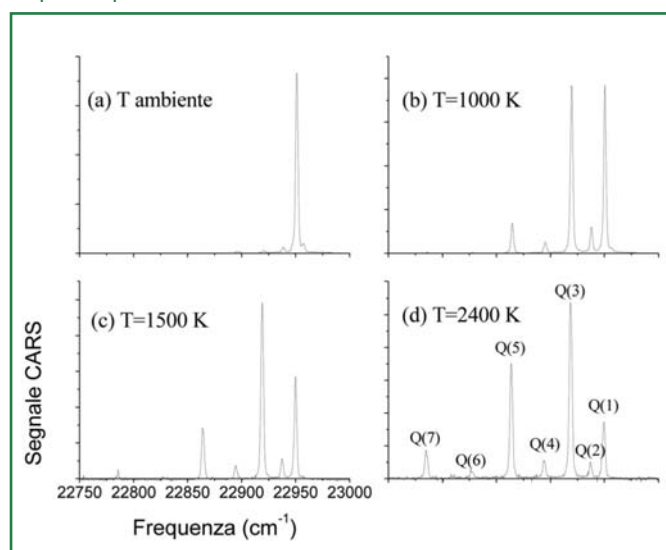 (a) T ambiente
(b) T=1000 K
(c) T=1500 K
(d) T=2400 K
Q(3)
Q(5)
Q(1)
Q(7)
Q(6)
Q(4)
Q(2)
Segnale CARS
22750 22800 22850 22900 22950 23000
Frequenza (cm-1)